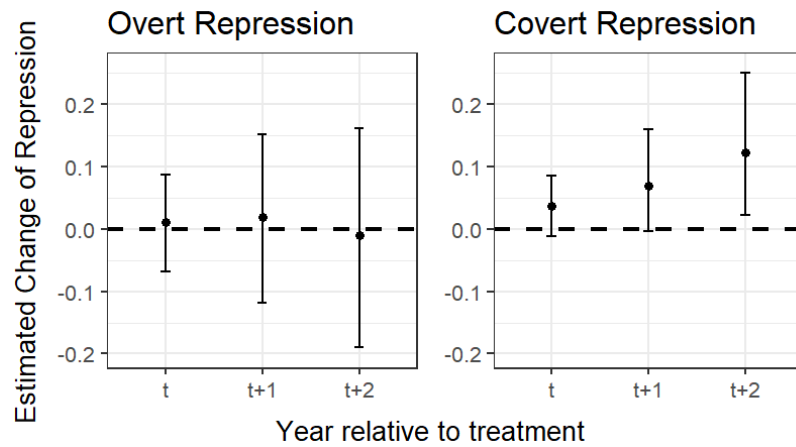 Overt Repression
Covert Repression
Estimated Change of Repression
0.2
0.1
0.0
-0.1
-0.2
t
t+1
t+2
0.2
0.1
0.0
-0.1
-0.2
t
t+1
t+2
Year relative to treatment